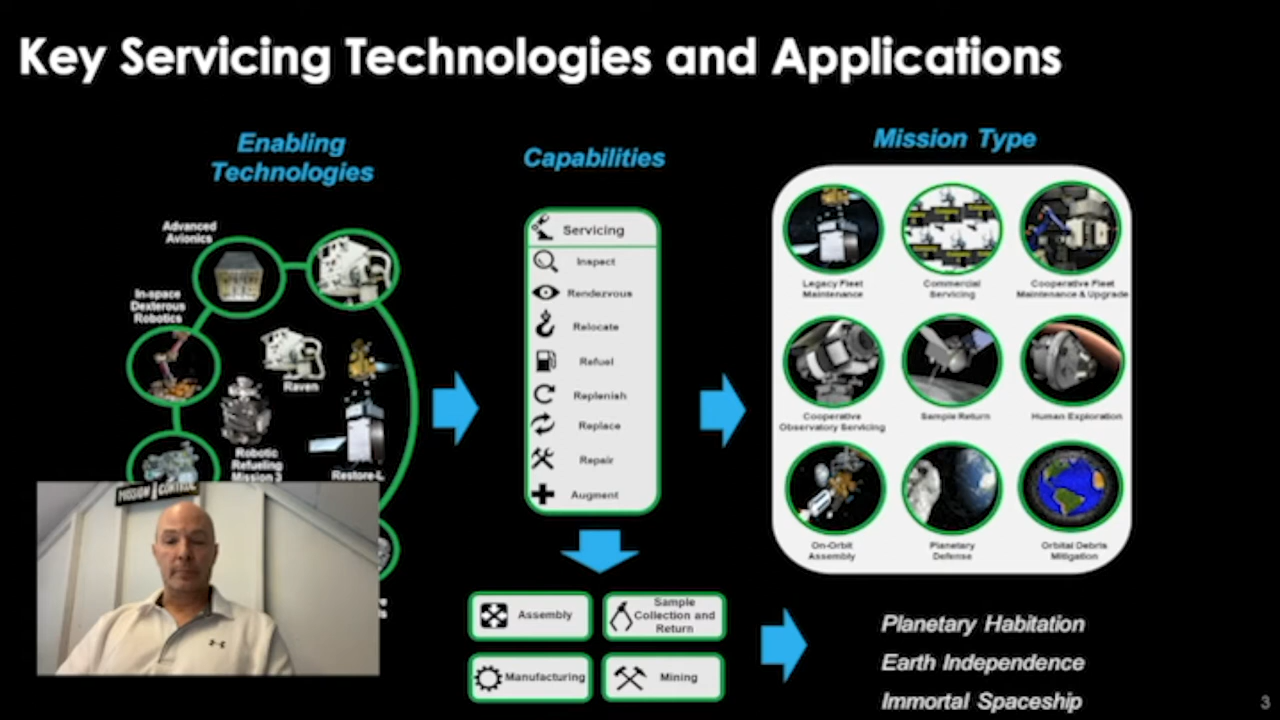 Key Servicing Technologies and Applications
Enabling
Technologies
Advanced
Avionics
In-space
Dexterous
Robotics
Raven
Robotic
Refueling
Mission 3
Restore-L
MISSION CONTROL
Capabilities
Servicing
Inspect
Rendezvous
Relocate
Refuel
Replenish
Replace
Repair
Augment
Assembly
Sample
Collection and
Return
Manufacturing
Mining
Mission Type
Legacy Fleet
Maintenance
Commercial
Servicing
Cooperative Fleet
Maintenance & Upgrade
Cooperative
Observatory Servicing
Sample Return
Human Exploration
On-Orbit
Assembly
Planetary
Defense
Orbital Debris
Mitigation
Planetary Habitation
Earth Independence
Immortal Spaceship
3